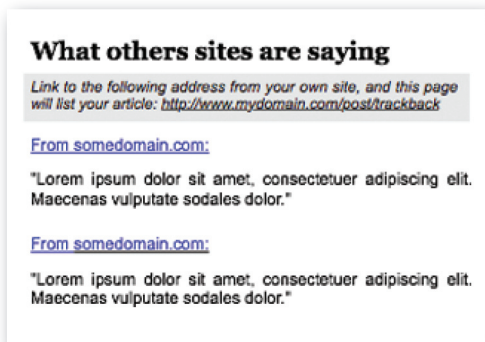 What others sites are saying
Link to the following address from your own site, and this page
will list your article: http://www.mydomain.com/post/trackback
From somedomain.com:
"Lorem ipsum dolor sit amet, consectetuer adipiscing elit.
Maecenas vulputate sodales dolor."
From somedomain.com:
"Lorem ipsum dolor sit amet, consectetuer adipiscing elit.
Maecenas vulputate sodales dolor."